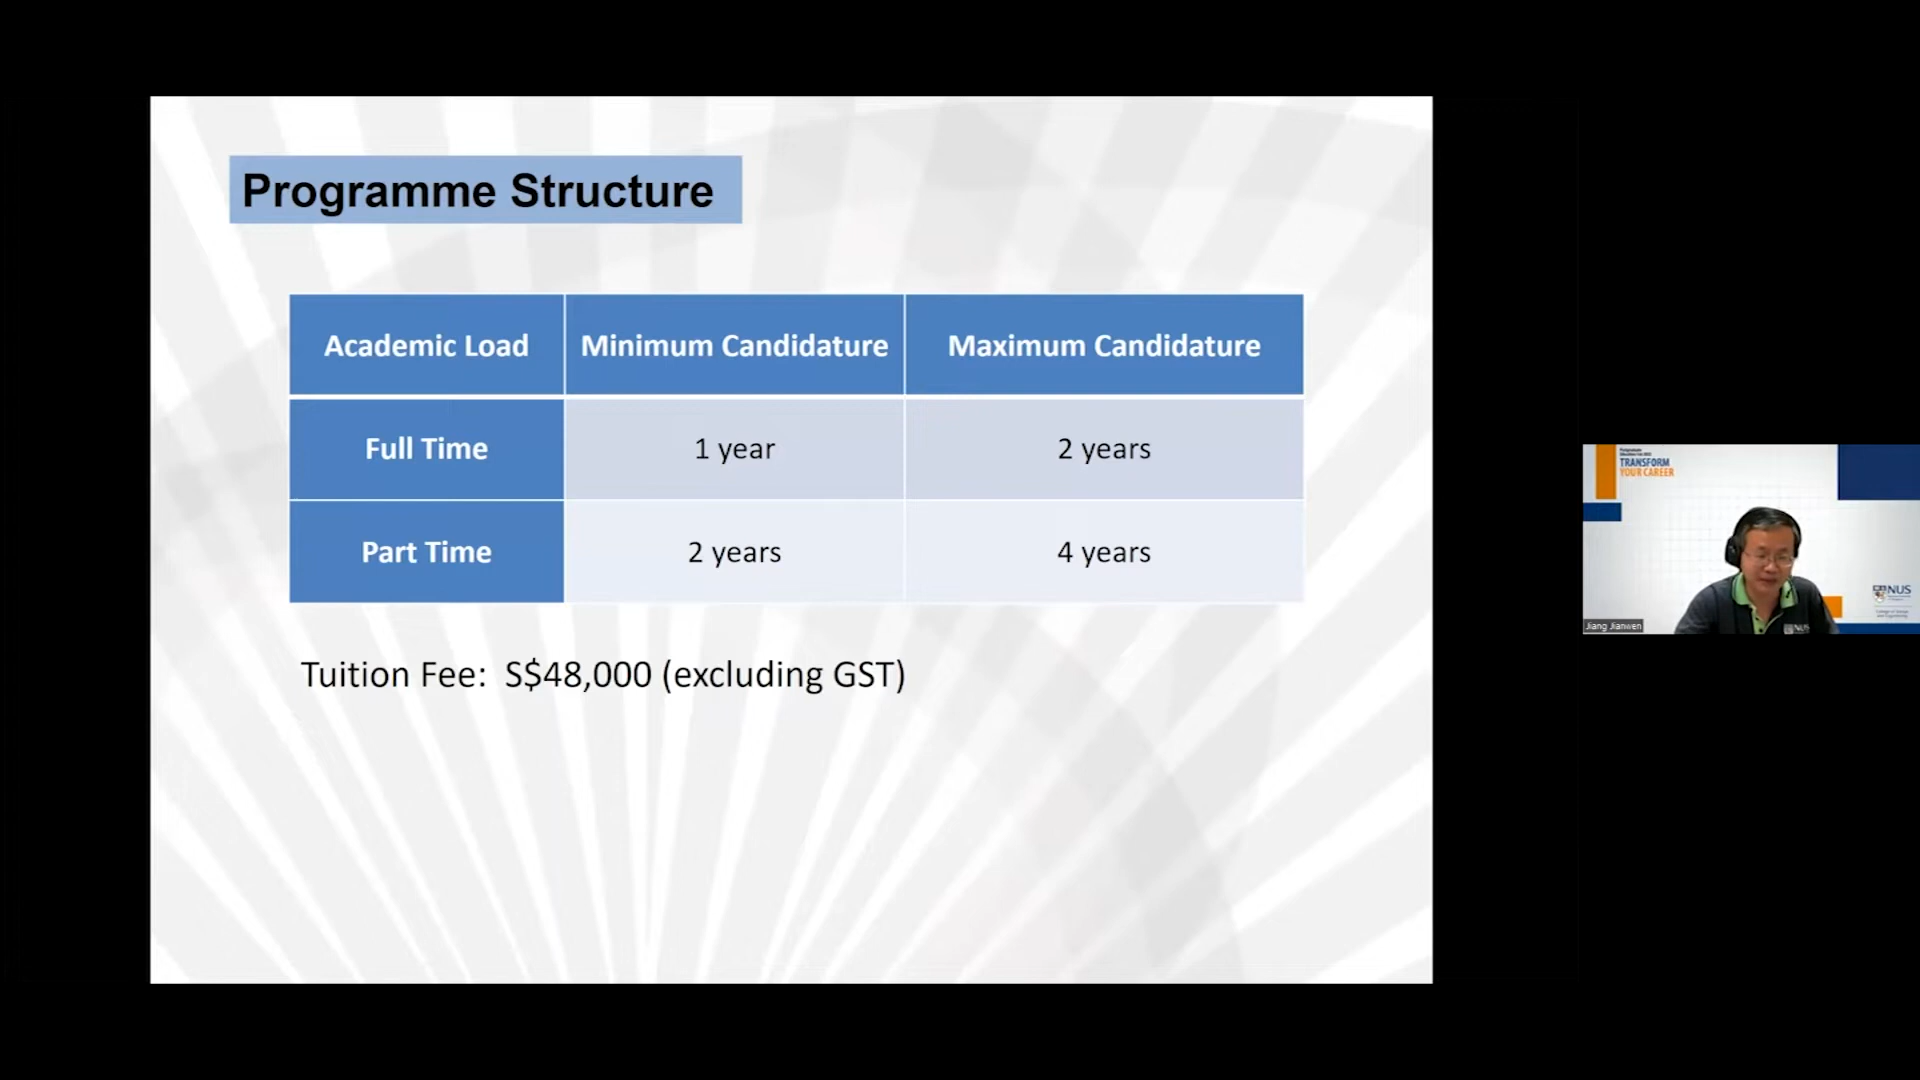 Programme Structure
Academic Load Minimum Candidature Maximum Candidature
Full Time 1 year 2 years
Part Time 2 years 4 years
Tuition Fee: S$48,000 (excluding GST)
TRANSFORM
YOUR CAREER
NUS
NUS
Jiang Jianwen